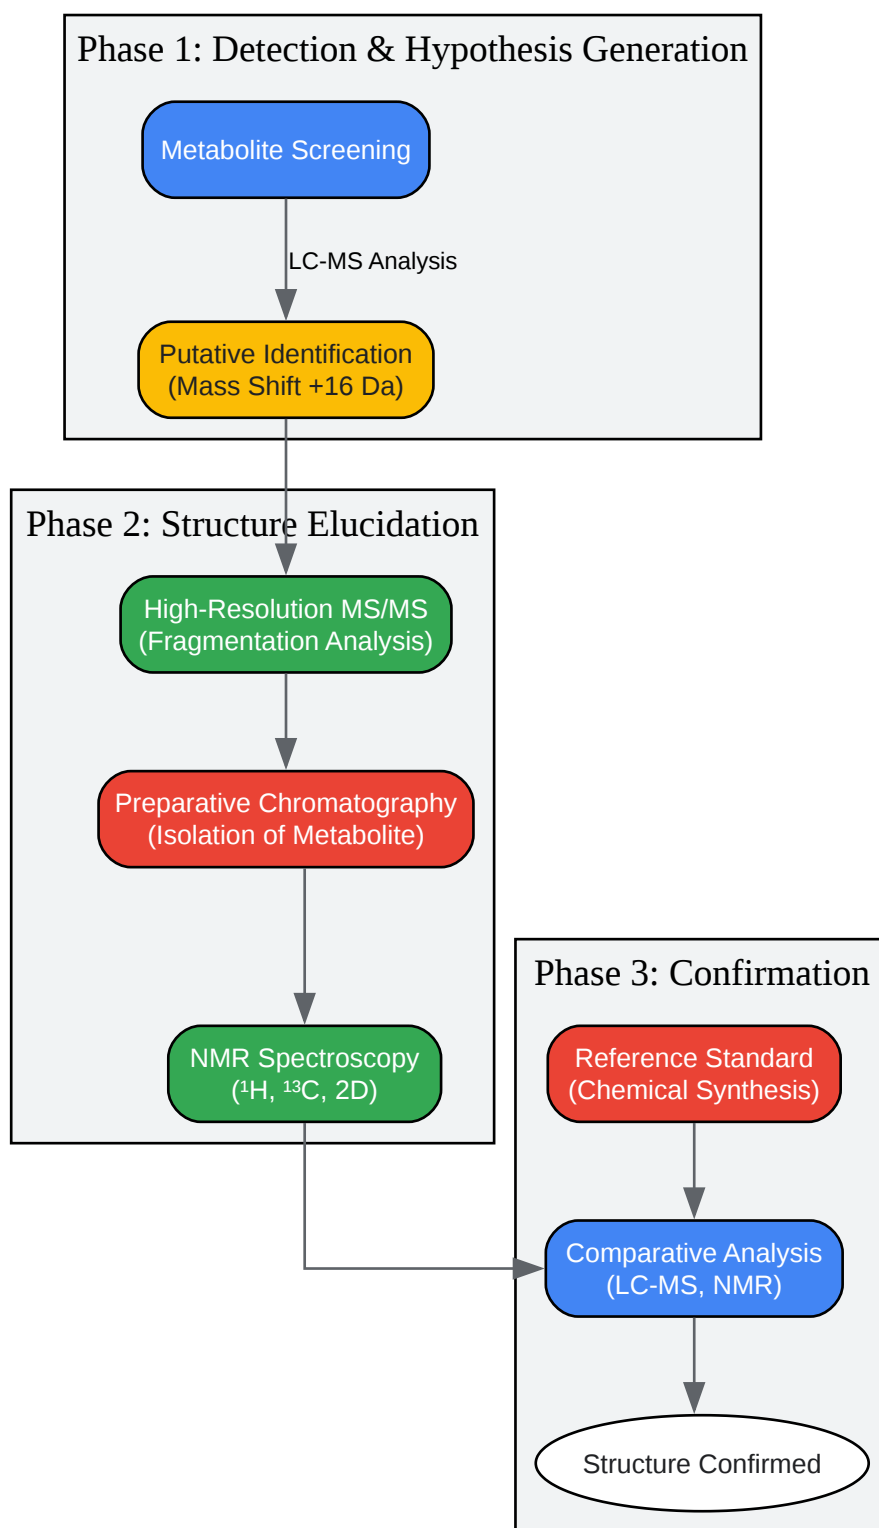 Phase 1: Detection & Hypothesis Generation
Metabolite Screening
LC-MS Analysis
Putative Identification
(Mass Shift +16 Da)
Phase 2: Structure Elucidation
High-Resolution MS/MS
(Fragmentation Analysis)
Preparative Chromatography
(Isolation of Metabolite)
NMR Spectroscopy
(¹H, ¹³C, 2D)
Phase 3: Confirmation
Reference Standard
(Chemical Synthesis)
Comparative Analysis
(LC-MS, NMR)
Structure Confirmed